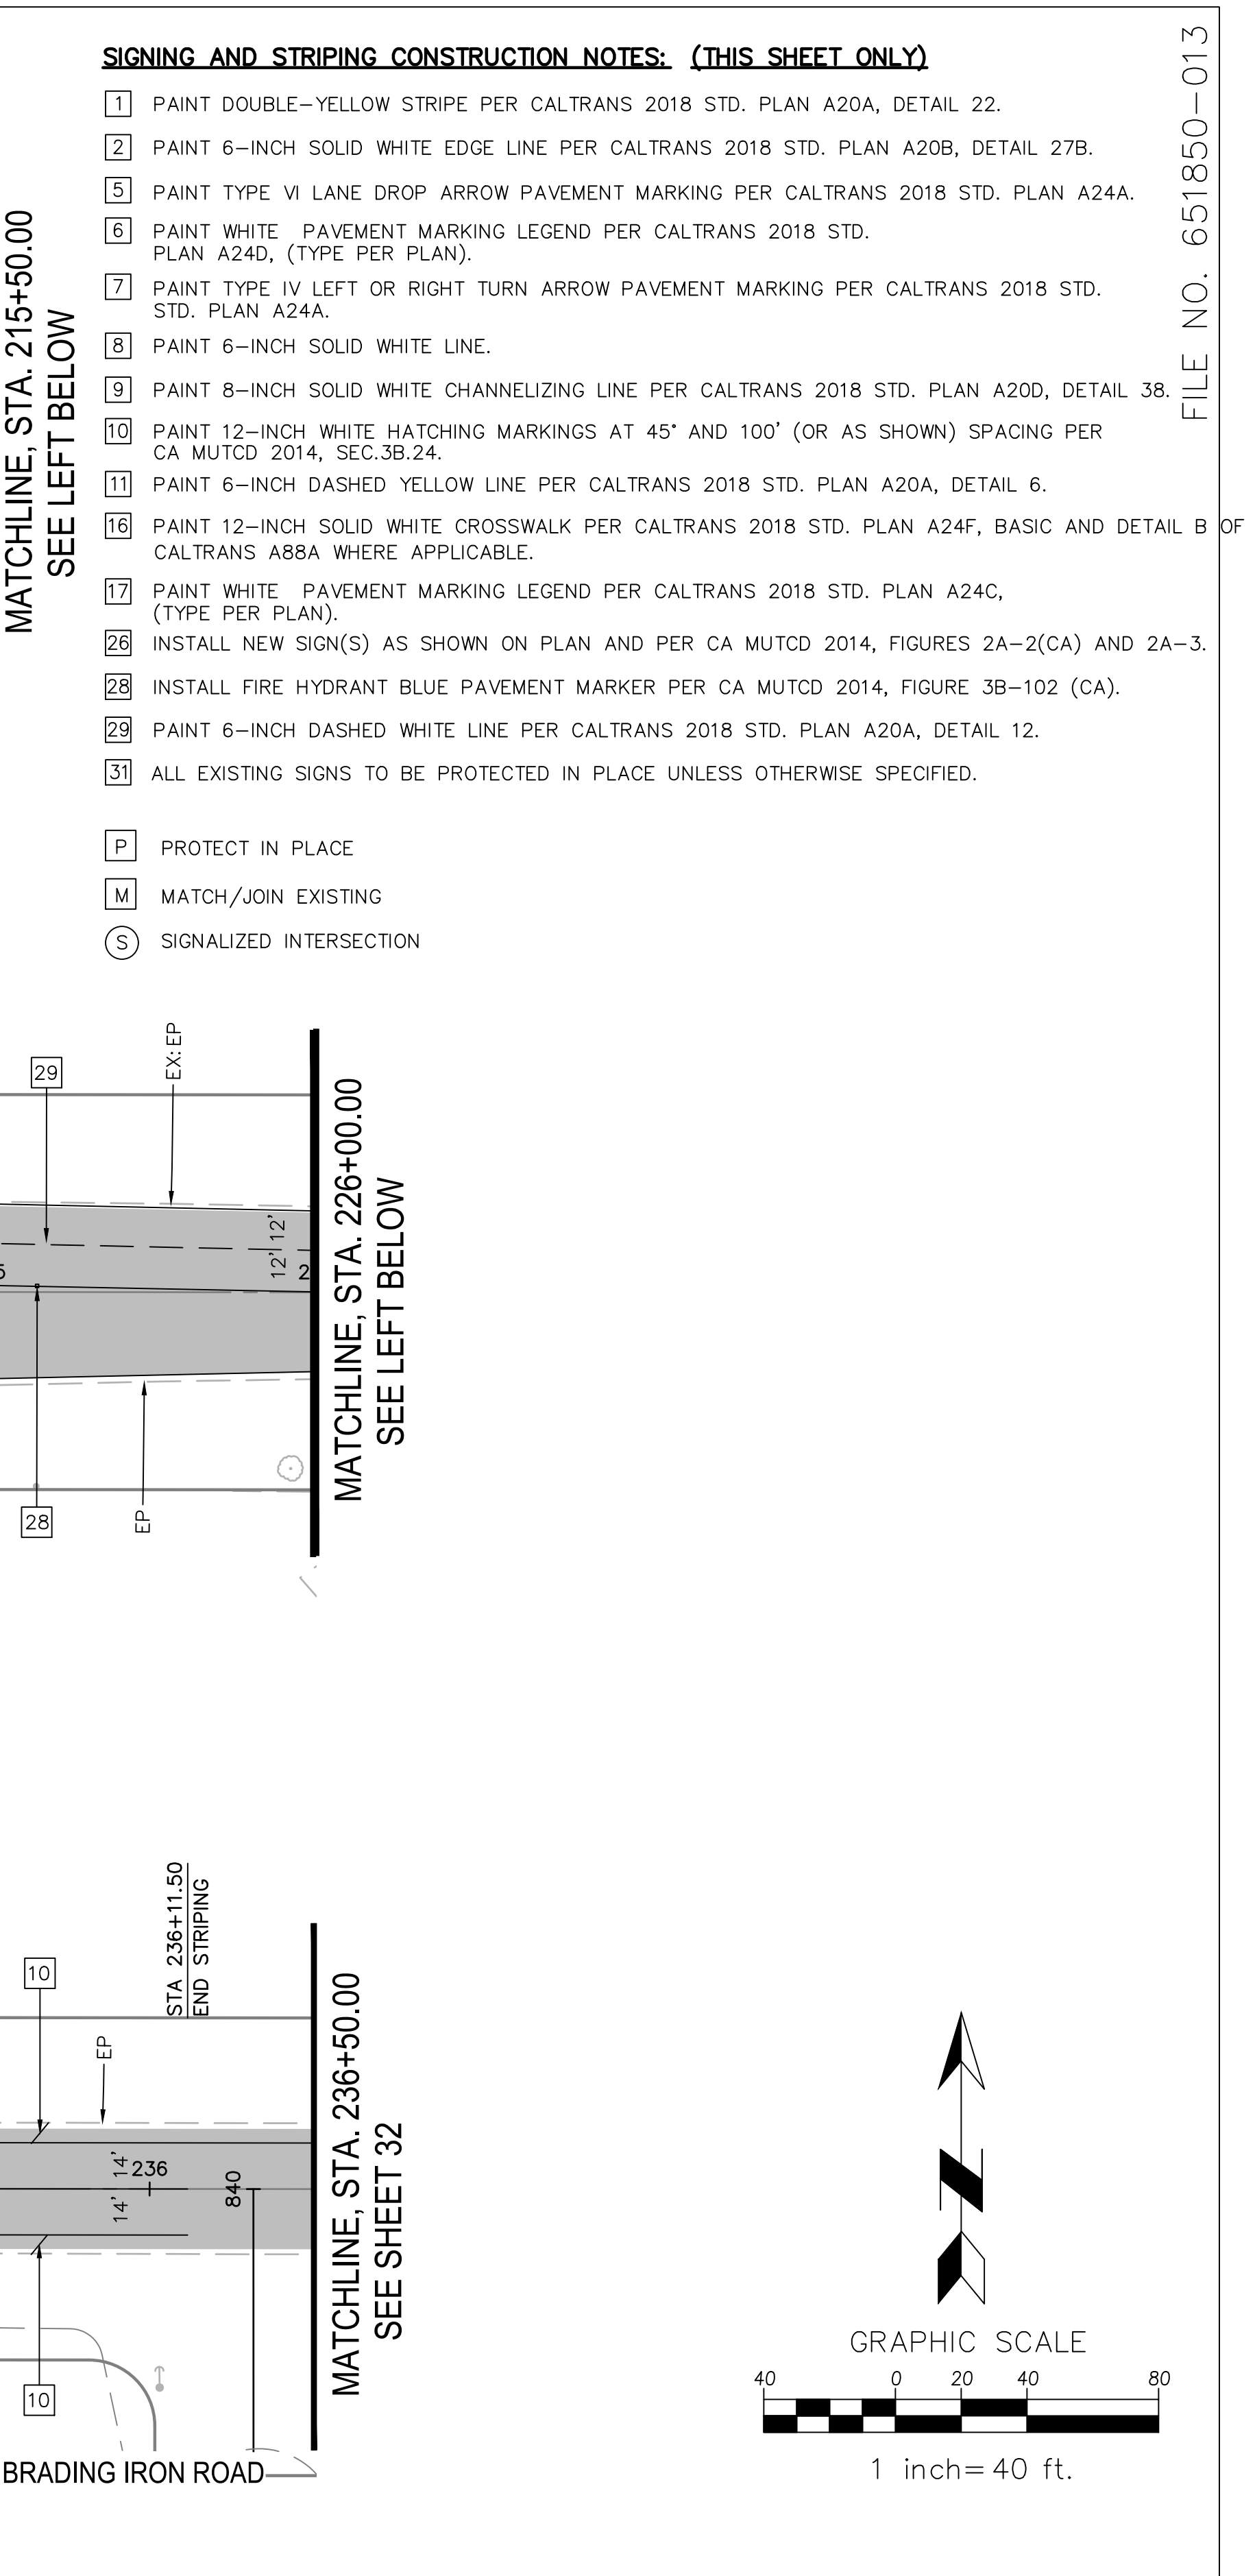 SIGNING AND STRIPING CONSTRUCTION NOTES: (THIS SHEET ONLY)
1 PAINT DOUBLE-YELLOW STRIPE PER CALTRANS 2018 STD. PLAN A20A, DETAIL 22.
2 PAINT 6-INCH SOLID WHITE EDGE LINE PER CALTRANS 2018 STD. PLAN A20B, DETAIL 27B.
5 PAINT TYPE VI LANE DROP ARROW PAVEMENT MARKING PER CALTRANS 2018 STD. PLAN A24A.
6 PAINT WHITE PAVEMENT MARKING LEGEND PER CALTRANS 2018 STD.
PLAN A24D, (TYPE PER PLAN).
7 PAINT TYPE IV LEFT OR RIGHT TURN ARROW PAVEMENT MARKING PER CALTRANS 2018 STD.
STD. PLAN A24A.
8 PAINT 6-INCH SOLID WHITE LINE.
9 PAINT 8-INCH SOLID WHITE CHANNELIZING LINE PER CALTRANS 2018 STD. PLAN A20D, DETAIL 38.
10 PAINT 12-INCH WHITE HATCHING MARKINGS AT 45° AND 100' (OR AS SHOWN) SPACING PER
CA MUTCD 2014, SEC.3B.24.
11 PAINT 6-INCH DASHED YELLOW LINE PER CALTRANS 2018 STD. PLAN A20A, DETAIL 6.
16 PAINT 12-INCH SOLID WHITE CROSSWALK PER CALTRANS 2018 STD. PLAN A24F, BASIC AND DETAIL B OF
CALTRANS A88A WHERE APPLICABLE.
17 PAINT WHITE PAVEMENT MARKING LEGEND PER CALTRANS 2018 STD. PLAN A24C,
(TYPE PER PLAN).
26 INSTALL NEW SIGN(S) AS SHOWN ON PLAN AND PER CA MUTCD 2014, FIGURES 2A-2(CA) AND 2A-3.
28 INSTALL FIRE HYDRANT BLUE PAVEMENT MARKER PER CA MUTCD 2014, FIGURE 3B-102 (CA).
29 PAINT 6-INCH DASHED WHITE LINE PER CALTRANS 2018 STD. PLAN A20A, DETAIL 12.
31 ALL EXISTING SIGNS TO BE PROTECTED IN PLACE UNLESS OTHERWISE SPECIFIED.
P PROTECT IN PLACE
M MATCH/JOIN EXISTING
S SIGNALIZED INTERSECTION
FILE NO. 651850-013
MATCHLINE, STA. 215+50.00
SEE LEFT BELOW
29
EX: EP
12' 12'
2
28
EP
MATCHLINE, STA. 226+00.00
SEE LEFT BELOW
STA 236+11.50
END STRIPING
10
EP
14' 14'
236
840
10
MATCHLINE, STA. 236+50.00
SEE SHEET 32
BRADING IRON ROAD
N
GRAPHIC SCALE
40 0 20 40 80
1 inch= 40 ft.